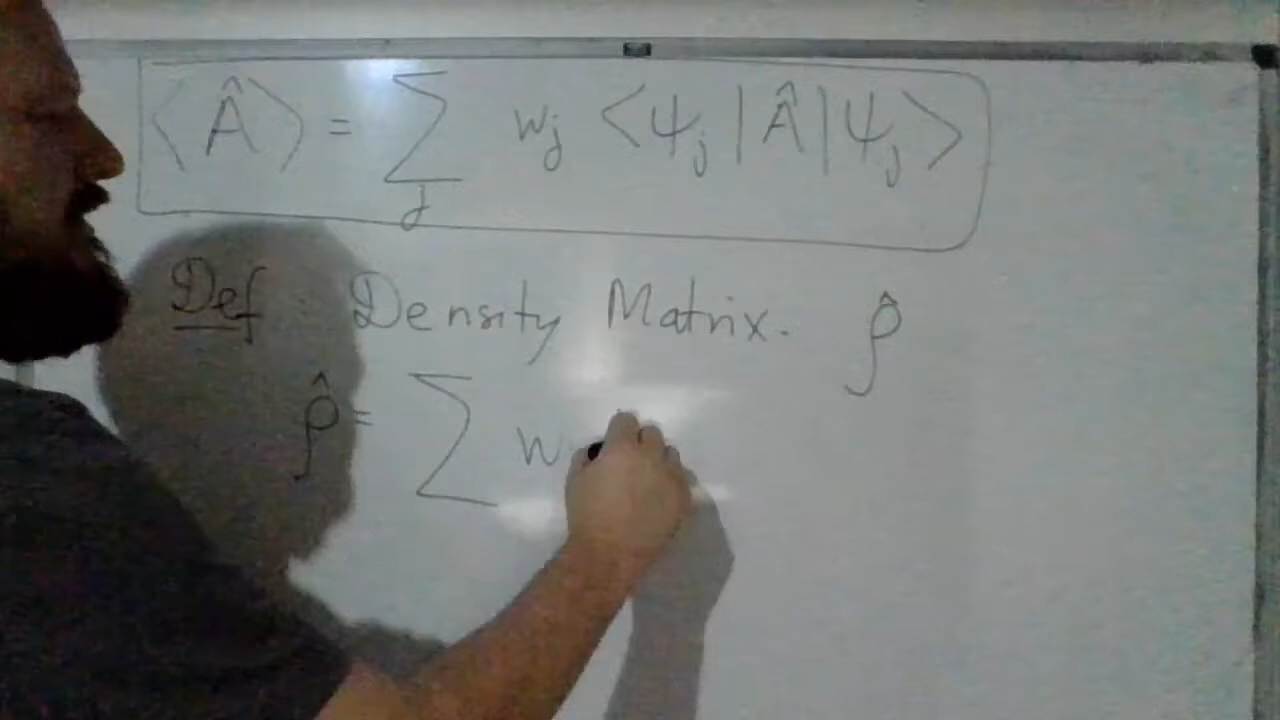 ⟨Â⟩ = ∑_j w_j <ψ_j|Â|ψ_j>
Def Density Matrix. ρ̂
ρ̂ = ∑ w